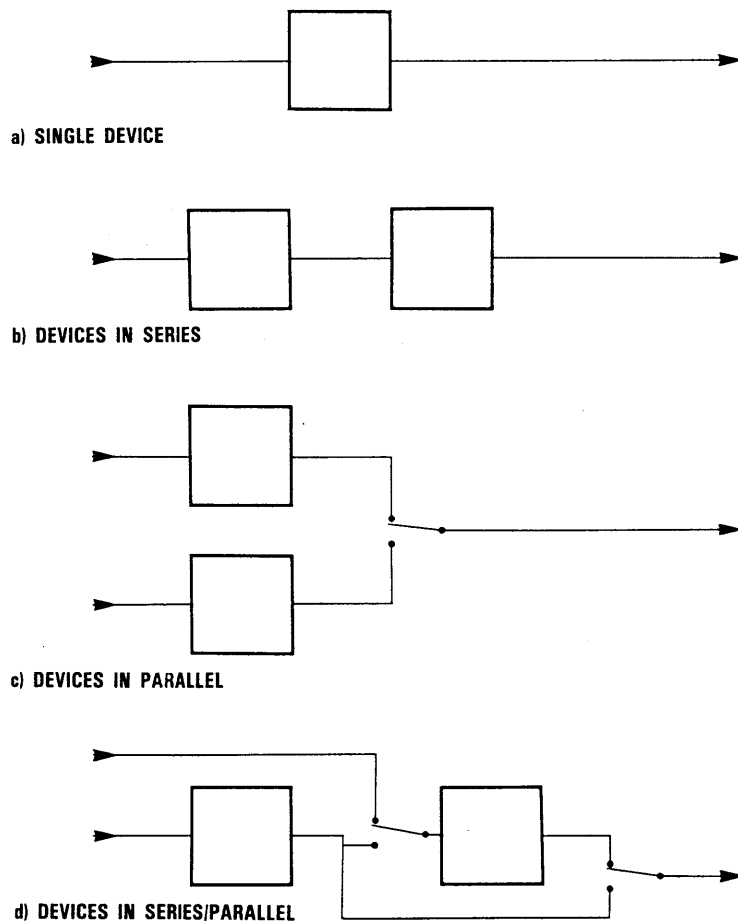 a) SINGLE DEVICE
b) DEVICES IN SERIES
c) DEVICES IN PARALLEL
d) DEVICES IN SERIES/PARALLEL